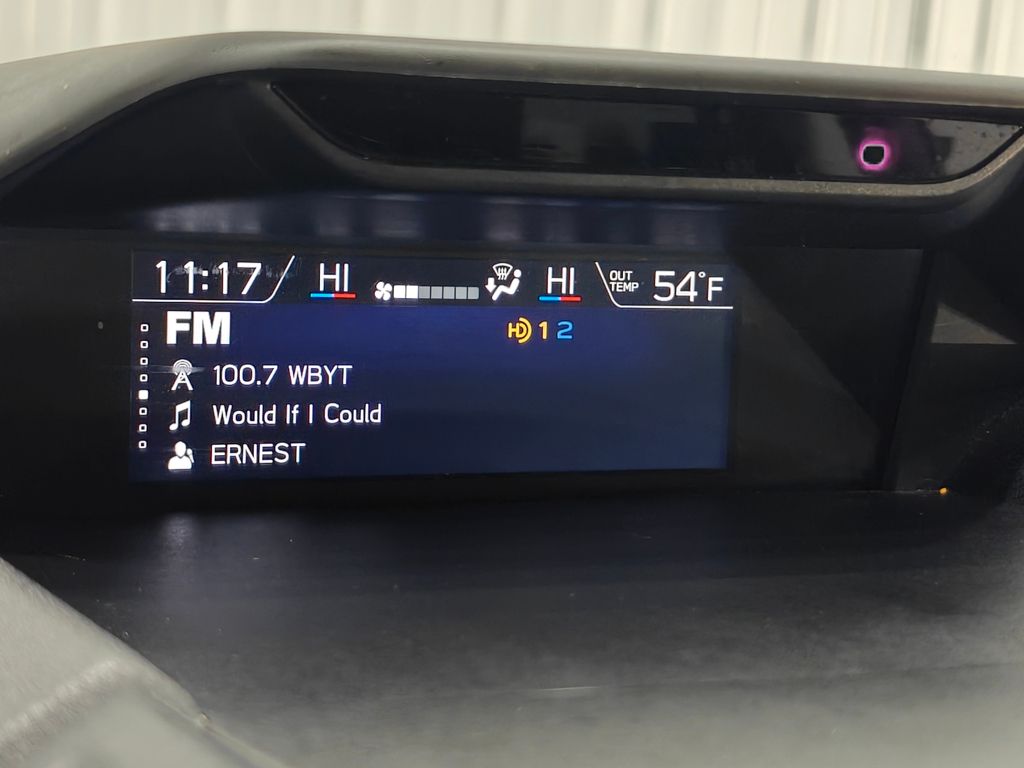 11:17 HI HI OUT TEMP 54°F
FM HD 1 2
100.7 WBYT
Would If I Could
ERNEST